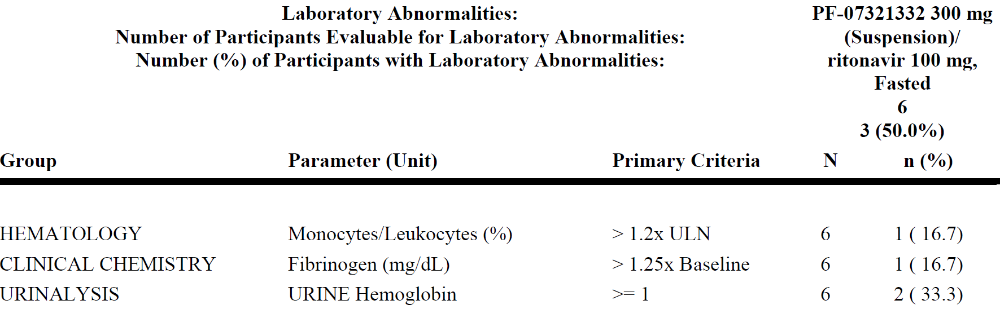 Laboratory Abnormalities: PF-07321332 300 mg
Number of Participants Evaluable for Laboratory Abnormalities: (Suspension)/
Number (%) of Participants with Laboratory Abnormalities: ritonavir 100 mg,
Fasted
6
3 (50.0%)
Group Parameter (Unit) Primary Criteria N n (%)
HEMATOLOGY Monocytes/Leukocytes (%) > 1.2x ULN 6 1 ( 16.7)
CLINICAL CHEMISTRY Fibrinogen (mg/dL) > 1.25x Baseline 6 1 ( 16.7)
URINALYSIS URINE Hemoglobin >= 1 6 2 ( 33.3)